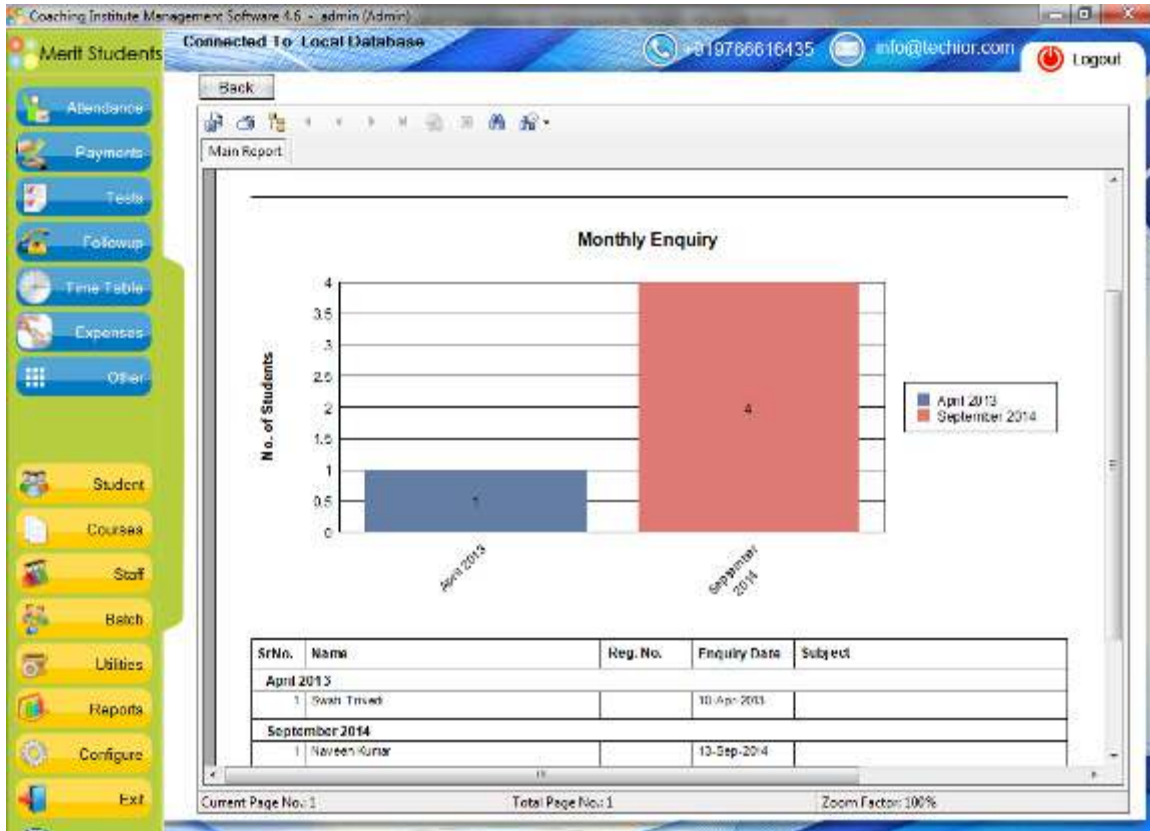 Coaching Institute Management Software 4.6 - admin (Admin)
Merit Students
Connected To Local Database
+919766616435
info@techior.com
Logout
Attendance
Payments
Tests
Followup
Time Table
Expenses
Other
Student
Courses
Staff
Batch
Utilities
Reports
Configure
Exit
Back
Main Report
Monthly Enquiry
No. of Students
4
3.5
3
2.5
2
1.5
1
0.5
0
1
4
April 2013
September
2014
April 2013
September 2014
SrNo. Name Reg. No. Enquiry Date Subject
April 2013
1 Swati Trivedi 10-Apr-2013
September 2014
1 Naveen Kumar 13-Sep-2014
Current Page No.: 1 Total Page No.: 1 Zoom Factor: 100%